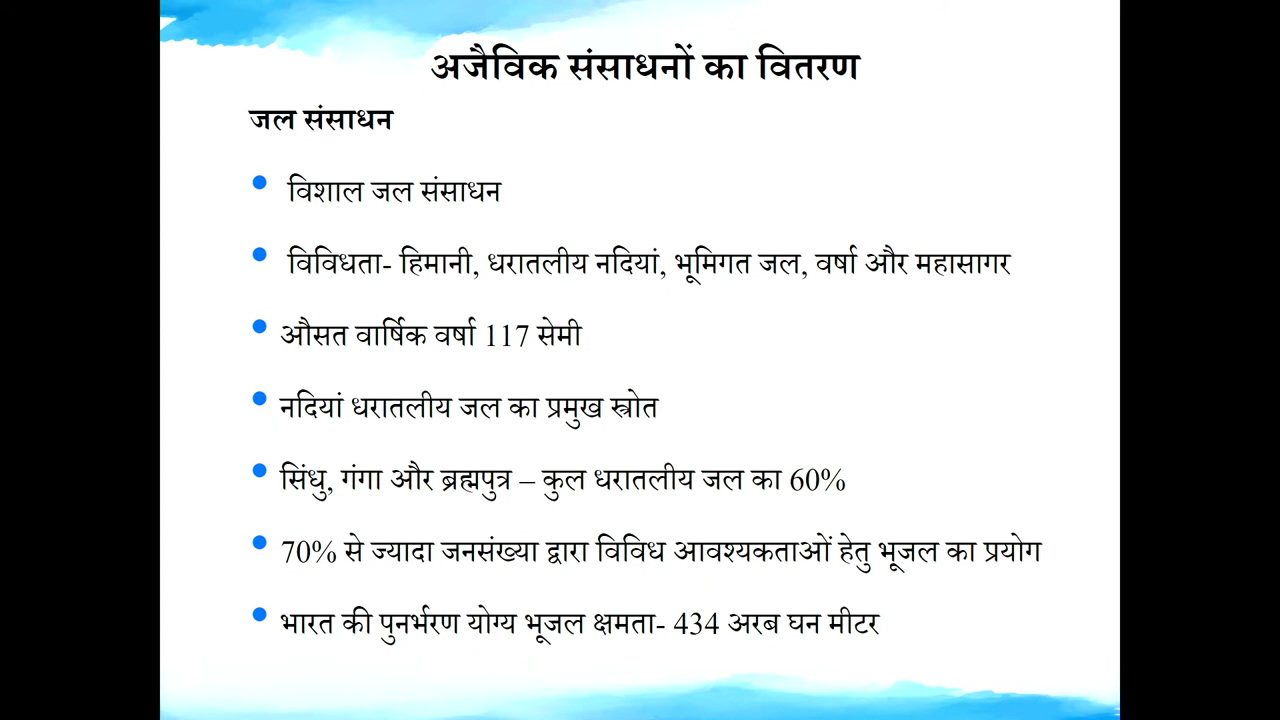 अजैविक संसाधनों का वितरण
जल संसाधन
• विशाल जल संसाधन
• विविधता- हिमानी, धरातलीय नदियां, भूमिगत जल, वर्षा और महासागर
• औसत वार्षिक वर्षा 117 सेमी
• नदियां धरातलीय जल का प्रमुख स्त्रोत
• सिंधु, गंगा और ब्रह्मपुत्र – कुल धरातलीय जल का 60%
• 70% से ज्यादा जनसंख्या द्वारा विविध आवश्यकताओं हेतु भूजल का प्रयोग
• भारत की पुनर्भरण योग्य भूजल क्षमता- 434 अरब घन मीटर